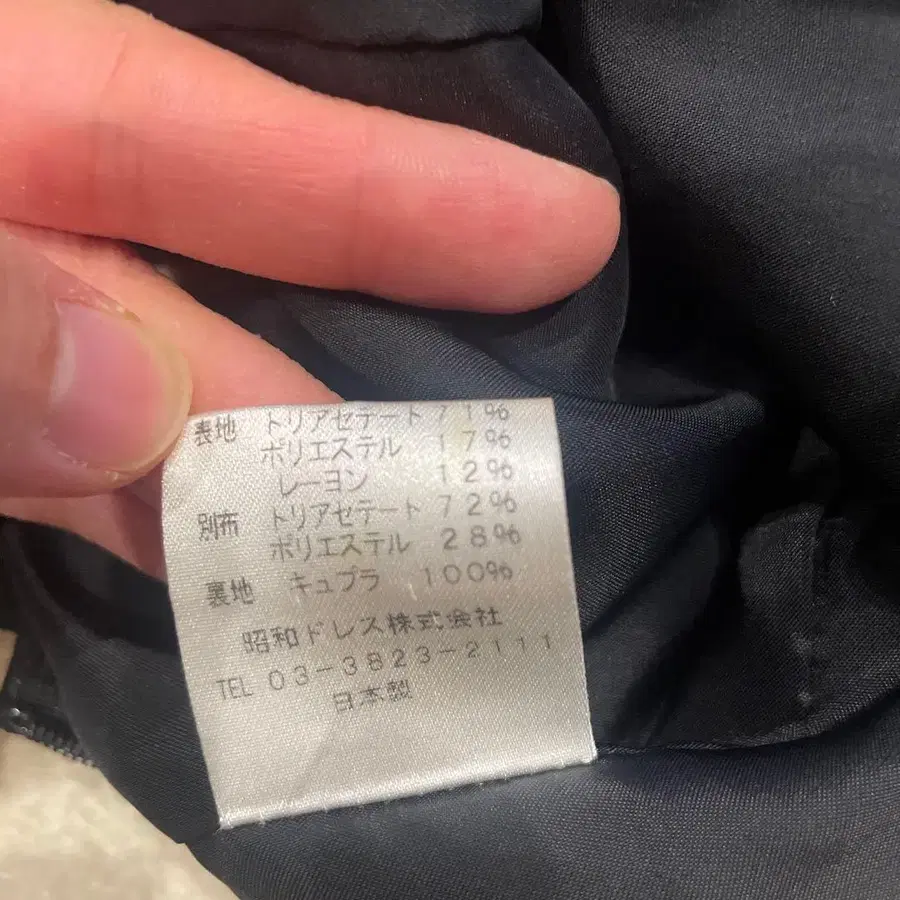 表地 トリアセテート 71%
ポリエステル 17%
レーヨン 12%
別布 トリアセテート 72%
ポリエステル 28%
裏地 キュプラ 100%
昭和ドレス株式会社
TEL 03-3823-2111
日本製